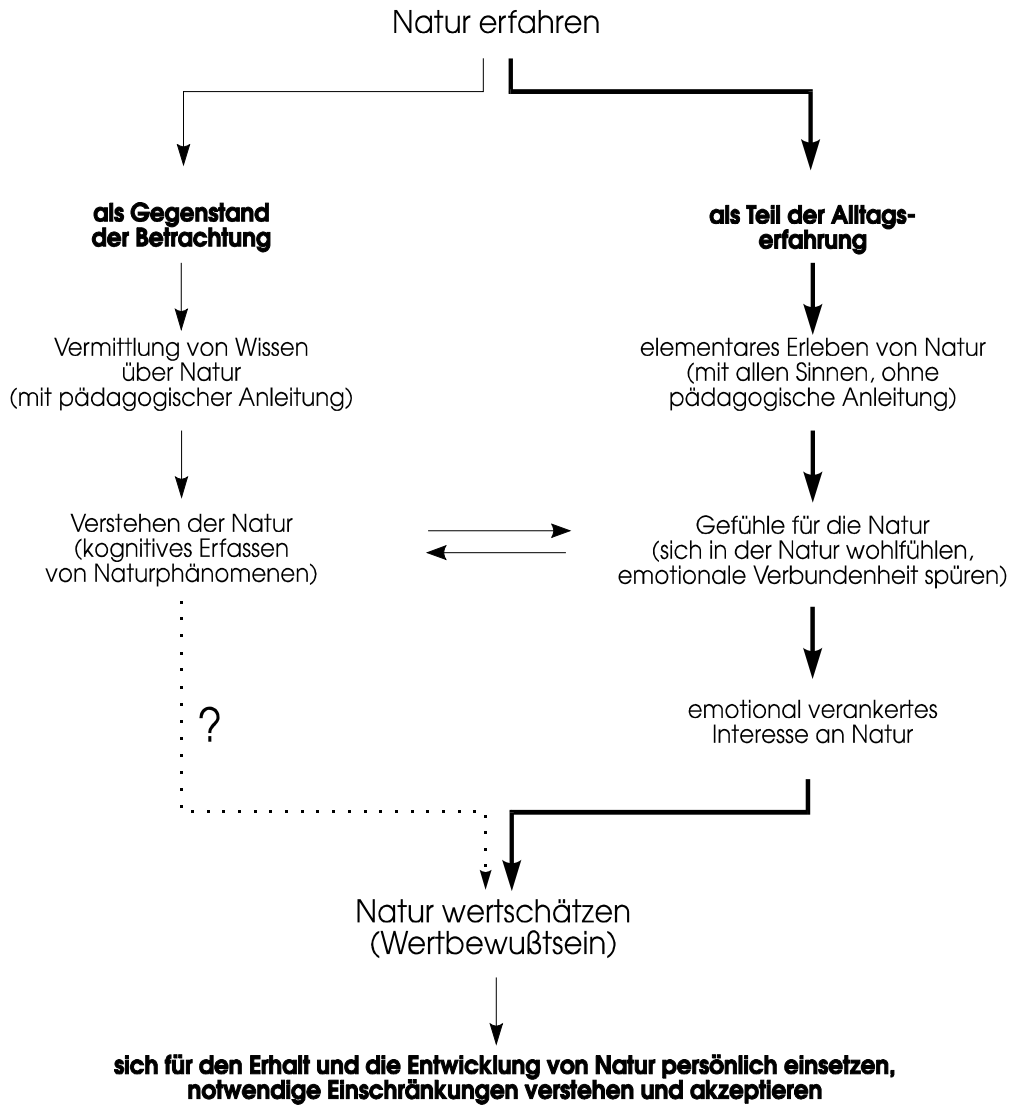 Natur erfahren
als Gegenstand
der Betrachtung
Vermittlung von Wissen
über Natur
(mit pädagogischer Anleitung)
Verstehen der Natur
(kognitives Erfassen
von Naturphänomenen)
?
als Teil der Alltags-
erfahrung
elementares Erleben von Natur
(mit allen Sinnen, ohne
pädagogische Anleitung)
Gefühle für die Natur
(sich in der Natur wohlfühlen,
emotionale Verbundenheit spüren)
emotional verankertes
Interesse an Natur
Natur wertschätzen
(Wertbewußtsein)
sich für den Erhalt und die Entwicklung von Natur persönlich einsetzen,
notwendige Einschränkungen verstehen und akzeptieren